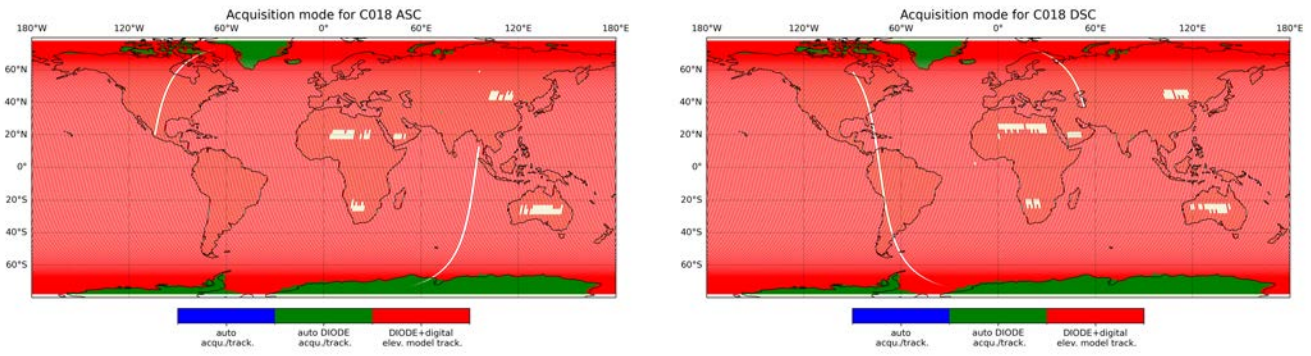 Acquisition mode for C018 ASC
180°W 120°W 60°W 0° 60°E 120°E 180°E
60°N
40°N
20°N
0°
20°S
40°S
60°S
auto
acqu./track.
auto DIODE
acqu./track.
DIODE+digital
elev. model track.
Acquisition mode for C018 DSC
180°W 120°W 60°W 0° 60°E 120°E 180°E
60°N
40°N
20°N
0°
20°S
40°S
60°S
auto
acqu./track.
auto DIODE
acqu./track.
DIODE+digital
elev. model track.